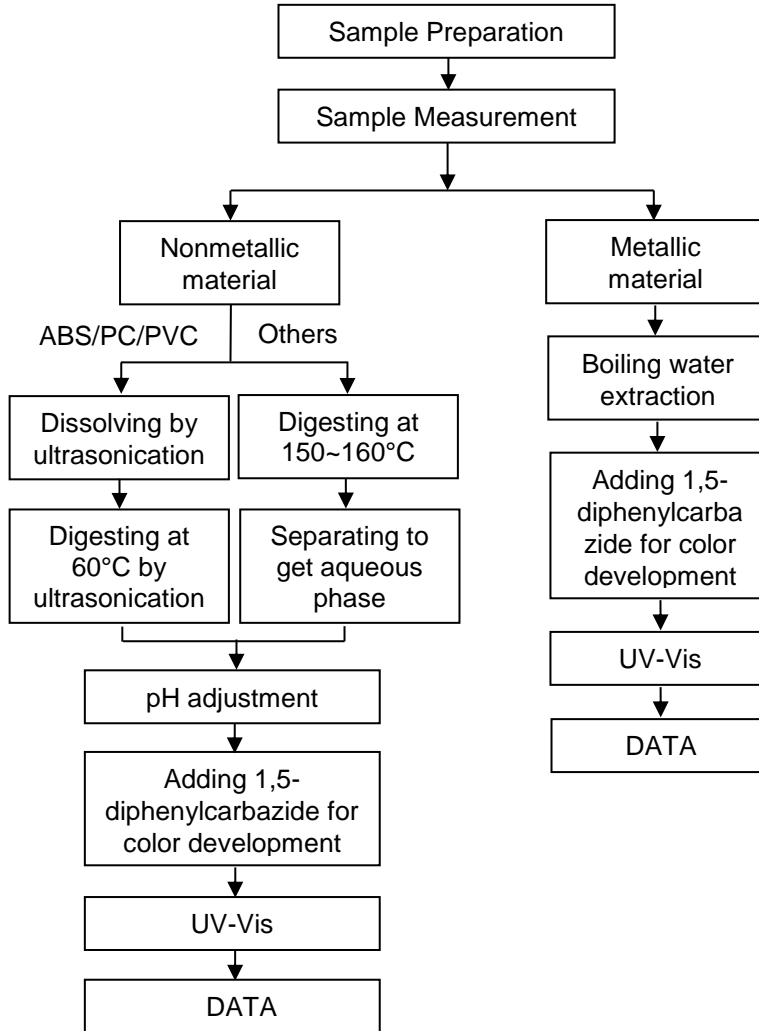 Sample Preparation
Sample Measurement
Nonmetallic
material
ABS/PC/PVC
Others
Dissolving by
ultrasonication
Digesting at
150~160°C
Digesting at
60°C by
ultrasonication
Separating to
get aqueous
phase
pH adjustment
Adding 1,5-
diphenylcarbazide for
color development
UV-Vis
DATA
Metallic
material
Boiling water
extraction
Adding 1,5-
diphenylcarba
zide for color
development
UV-Vis
DATA